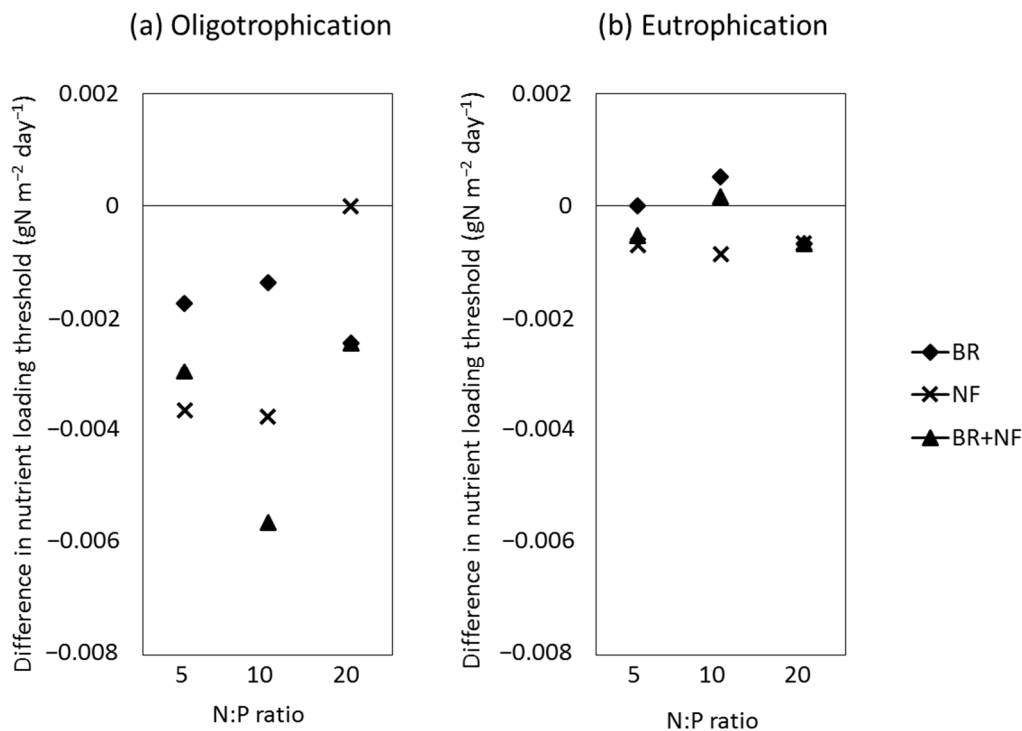 (a) Oligotrophication
Difference in nutrient loading threshold (gN m⁻² day⁻¹)
0.002
0
−0.002
−0.004
−0.006
−0.008
5 10 20
N:P ratio
(b) Eutrophication
Difference in nutrient loading threshold (gN m⁻² day⁻¹)
0.002
0
−0.002
−0.004
−0.006
−0.008
5 10 20
N:P ratio
BR
NF
BR+NF